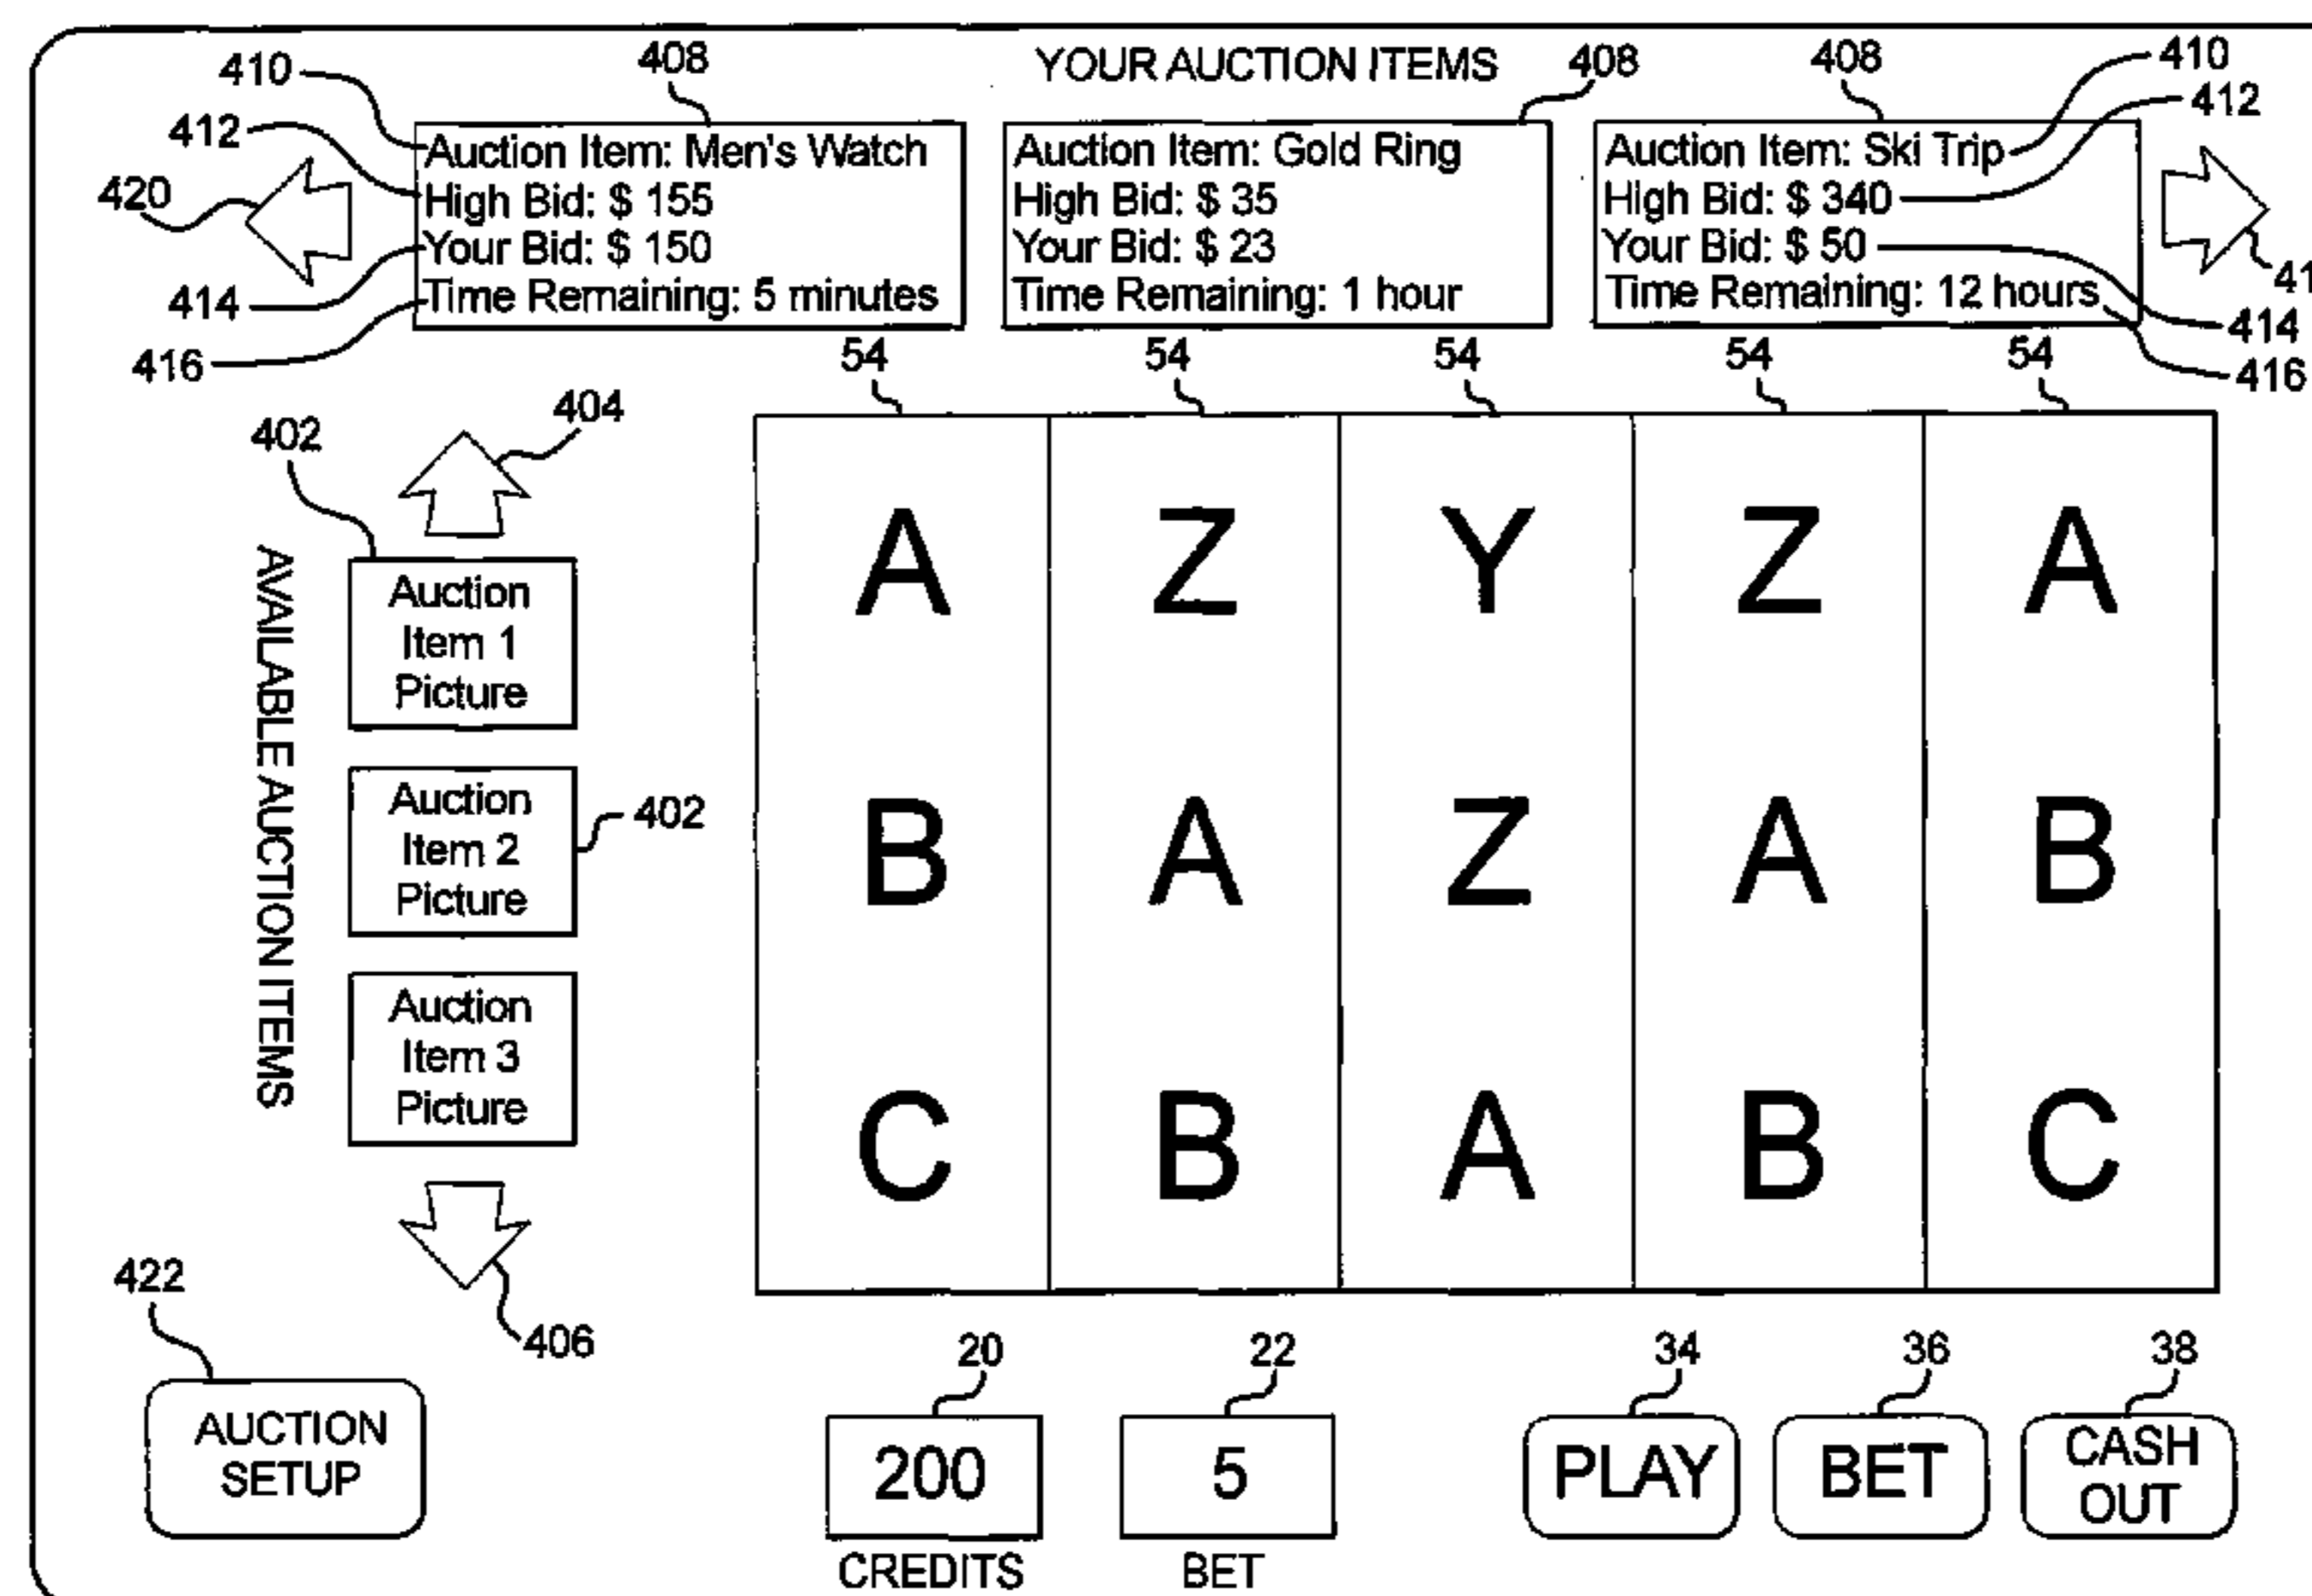 YOUR AUCTION ITEMS
410
408
408
408
410
412
412
420
Auction Item: Men's Watch
High Bid: $ 155
Your Bid: $ 150
Time Remaining: 5 minutes
Auction Item: Gold Ring
High Bid: $ 35
Your Bid: $ 23
Time Remaining: 1 hour
Auction Item: Ski Trip
High Bid: $ 340
Your Bid: $ 50
Time Remaining: 12 hours
414
416
414
416
54
54
54
54
54
404
402
AVAILABLE AUCTION ITEMS
Auction
Item 1
Picture
Auction
Item 2
Picture
402
Auction
Item 3
Picture
406
A Z Y Z A
B A Z A B
C B A B C
422
AUCTION
SETUP
20
22
34
36
38
200
5
PLAY
BET
CASH
OUT
CREDITS
BET